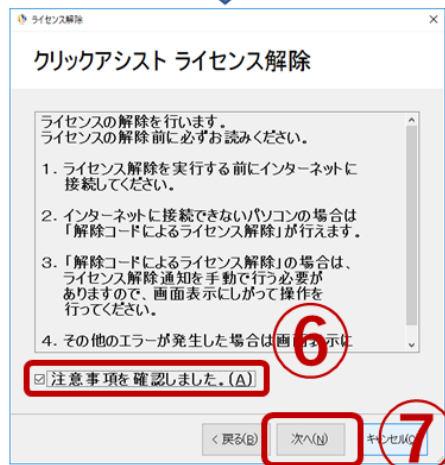 ライセンス解除
クリックアシスト ライセンス解除
ライセンスの解除を行います。
ライセンスの解除前に必ずお読みください。
1. ライセンス解除を実行する前にインターネットに
接続してください。
2. インターネットに接続できないパソコンの場合は
「解除コードによるライセンス解除」が行えます。
3. 「解除コードによるライセンス解除」の場合は、
ライセンス解除通知を手動で行う必要が
ありますので、画面表示にしがって操作を
行ってください。
4. その他のエラーが発生した場合は画面表示に
⑥
注意事項を確認しました。(A)
< 戻る(B)
次へ(N)
キャンセル
⑦